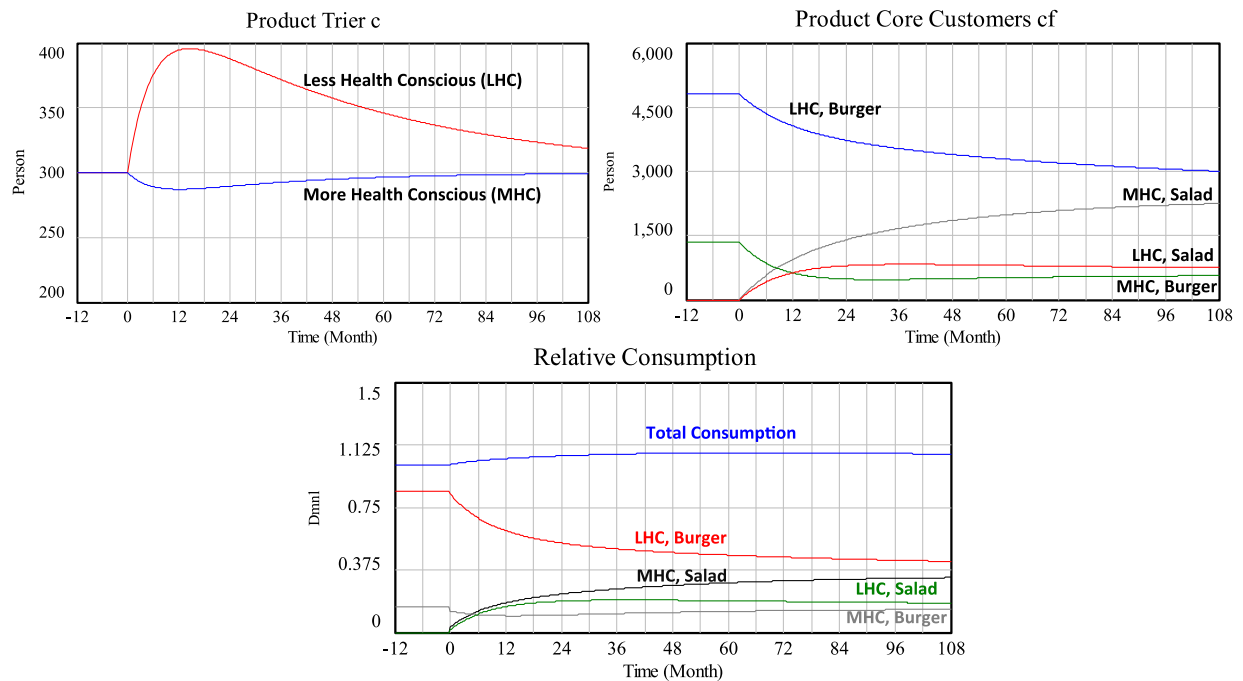 Product Trier c
400
350
300
250
200
Person
Less Health Conscious (LHC)
More Health Conscious (MHC)
-12 0 12 24 36 48 60 72 84 96 108
Time (Month)
Product Core Customers cf
6,000
4,500
3,000
1,500
0
Person
LHC, Burger
MHC, Salad
LHC, Salad
MHC, Burger
-12 0 12 24 36 48 60 72 84 96 108
Time (Month)
Relative Consumption
1.5
1.125
0.75
0.375
0
Dmnl
Total Consumption
LHC, Burger
MHC, Salad
LHC, Salad
MHC, Burger
-12 0 12 24 36 48 60 72 84 96 108
Time (Month)